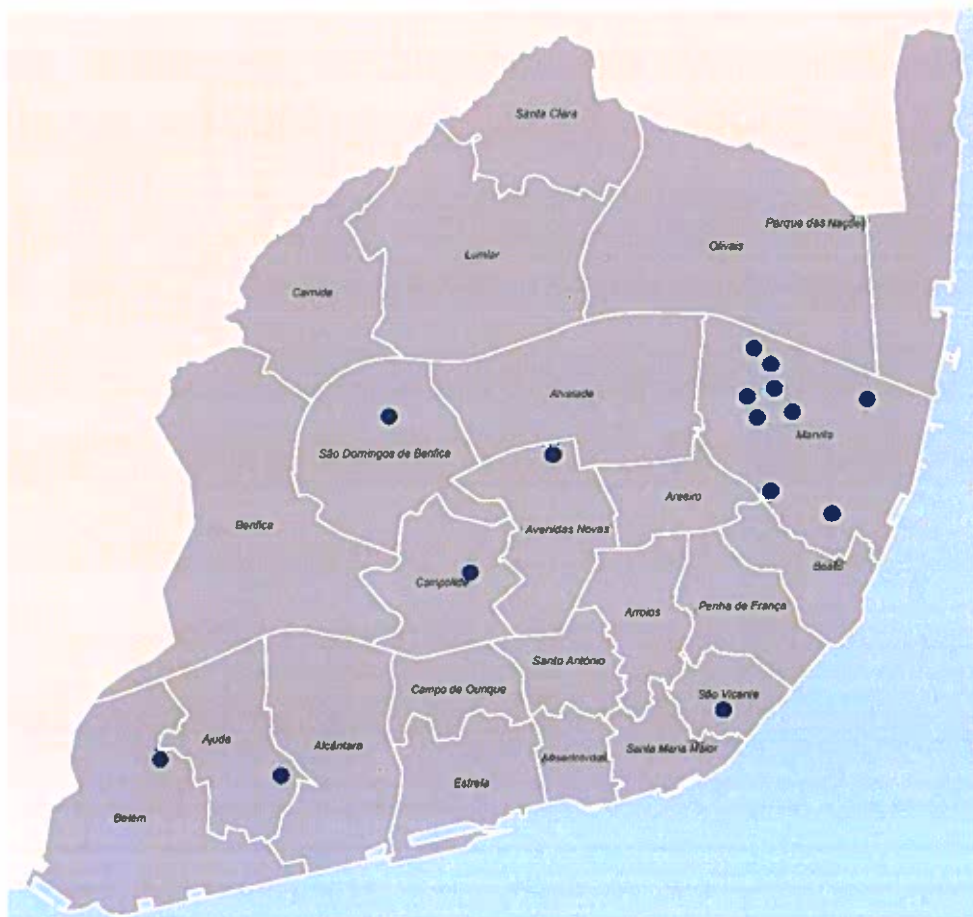 Santa Clara
Parque das Nações
Olivais
Lumiar
Carnide
Alvalade
Marvila
São Domingos de Benfica
Areeiro
Benfica
Avenidas Novas
Beato
Campolide
Arroios
Penha de França
Santo António
Campo de Ourique
São Vicente
Ajuda
Alcântara
Santa Maria Maior
Misericórdia
Estrela
Belém